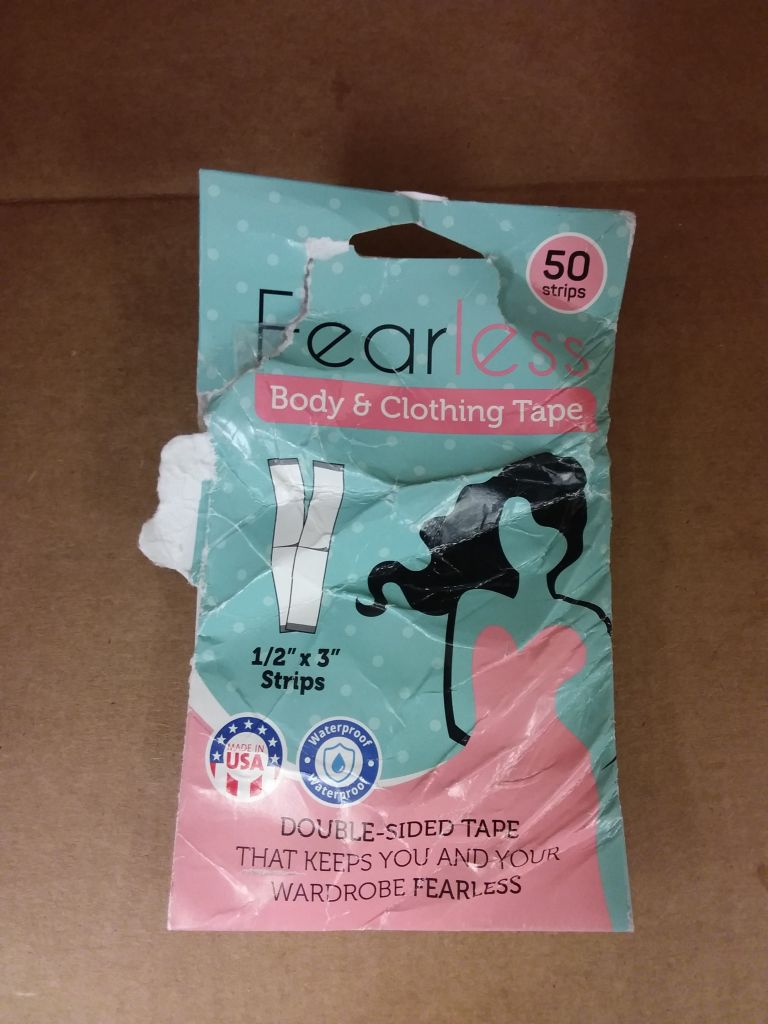 50
strips
Fearless
Body & Clothing Tape
1/2" x 3"
Strips
MADE IN
USA
Waterproof
Waterproof
DOUBLE-SIDED TAPE
THAT KEEPS YOU AND YOUR
WARDROBE FEARLESS